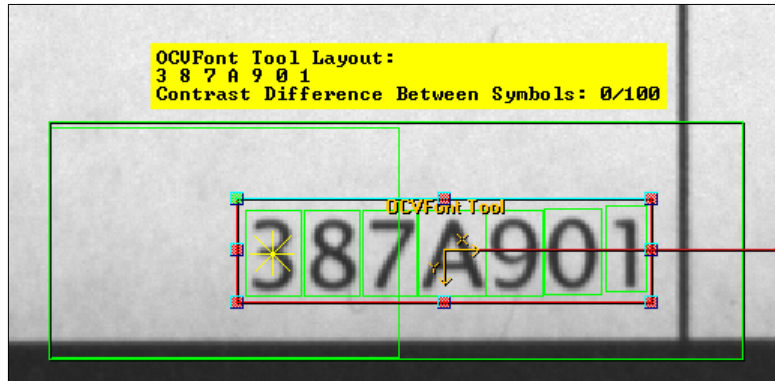 OCVFont Tool Layout:
3 8 7 A 9 0 1
Contrast Difference Between Symbols: 0/100
OCVFont Tool
387A901
X
Y